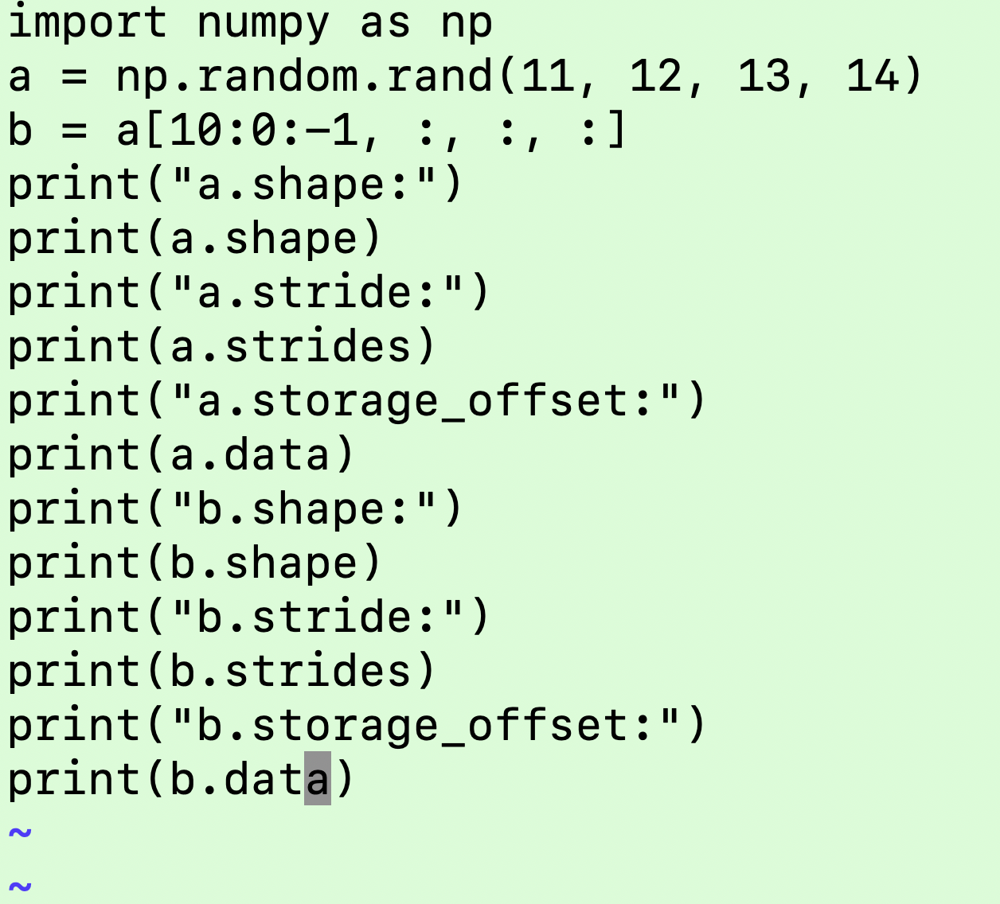 import numpy as np
a = np.random.rand(11, 12, 13, 14)
b = a[10:0:-1, :, :, :]
print("a.shape:")
print(a.shape)
print("a.stride:")
print(a.strides)
print("a.storage_offset:")
print(a.data)
print("b.shape:")
print(b.shape)
print("b.stride:")
print(b.strides)
print("b.storage_offset:")
print(b.data)
~
~